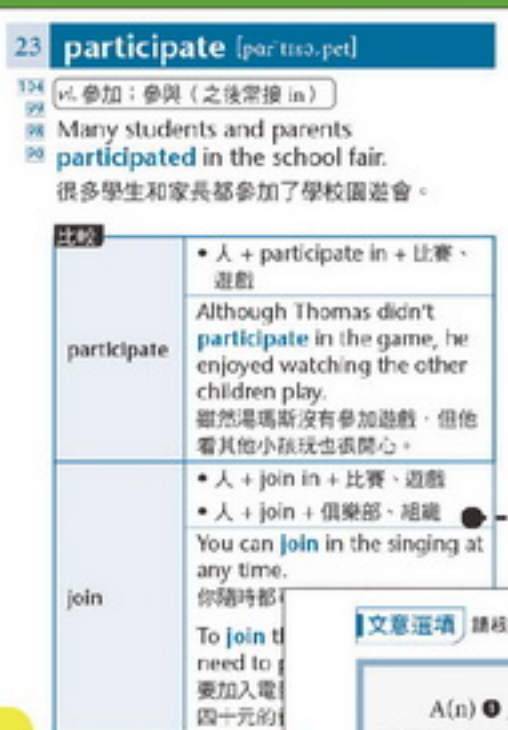 23 participate [pɑrˋtɪsə͵pet]
104
99
98
90
vi. 參加；參與（之後常接 in）
Many students and parents
participated in the school fair.
很多學生和家長都參加了學校園遊會。
比較
participate
• 人 + participate in + 比賽、
遊戲
Although Thomas didn't
participate in the game, he
enjoyed watching the other
children play.
雖然湯瑪斯沒有參加遊戲，但他
看其他小孩玩也很開心。
join
• 人 + join in + 比賽、遊戲
• 人 + join + 俱樂部、組織
You can join in the singing at
any time.
你隨時都
To join
need to
要加入電
四十元的
文意選填 請
A(n) ❶